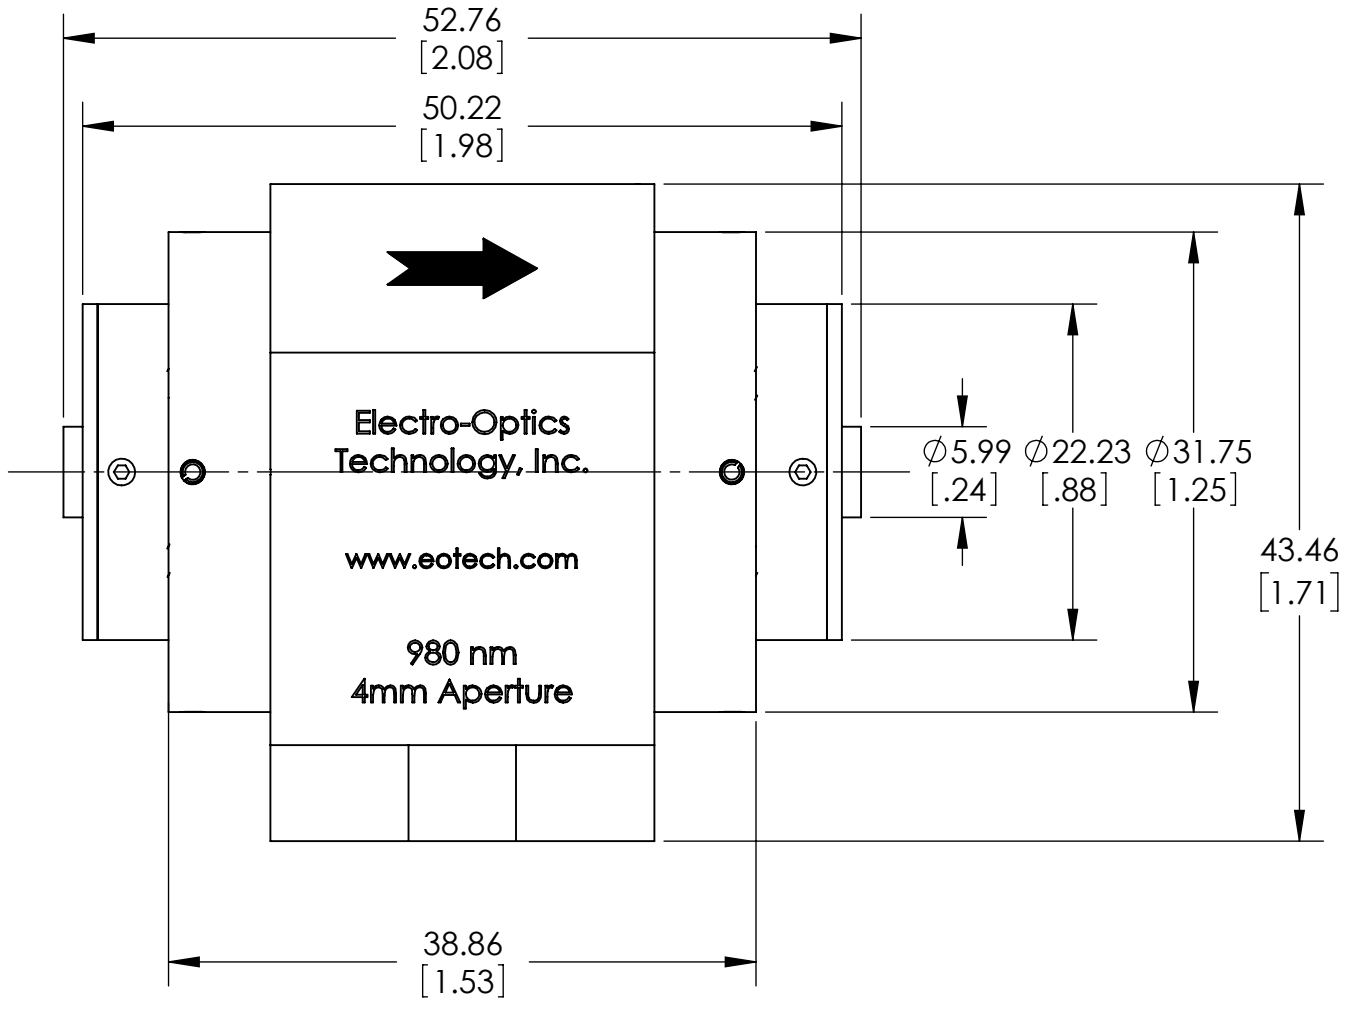 52.76
[2.08]
50.22
[1.98]
Electro-Optics
Technology, Inc.
www.eotech.com
980 nm
4mm Aperture
∅5.99
[.24]
∅22.23
[.88]
∅31.75
[1.25]
43.46
[1.71]
38.86
[1.53]